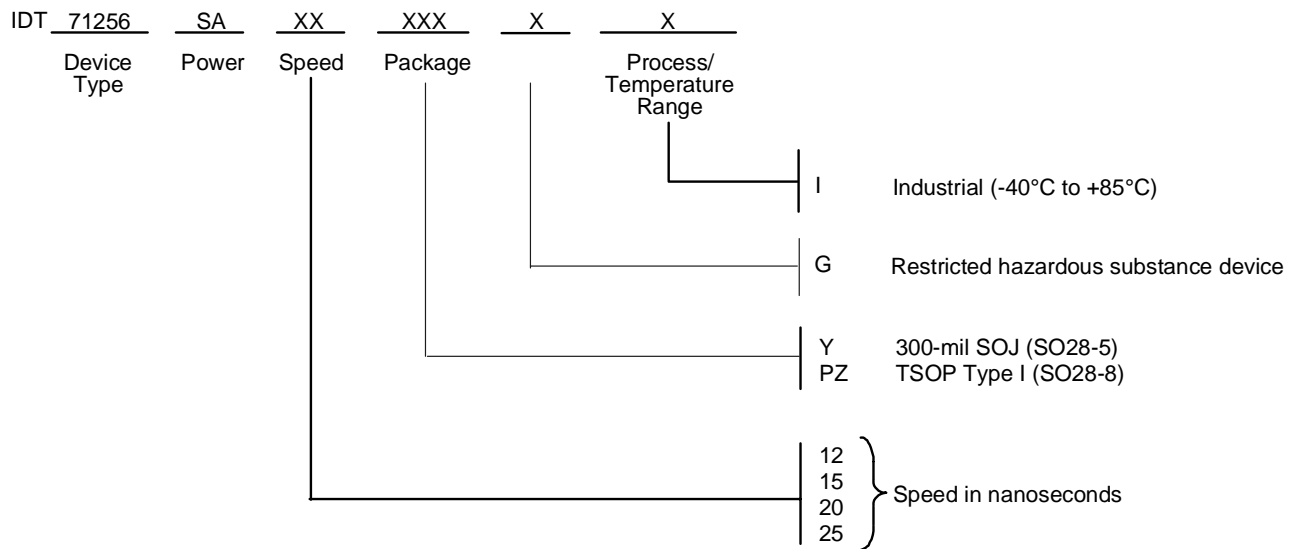 IDT 71256 SA XX XXX X X
Device Type Power Speed Package Process/ Temperature Range
I Industrial (-40°C to +85°C)
G Restricted hazardous substance device
Y 300-mil SOJ (SO28-5)
PZ TSOP Type I (SO28-8)
12
15
20
25
Speed in nanoseconds